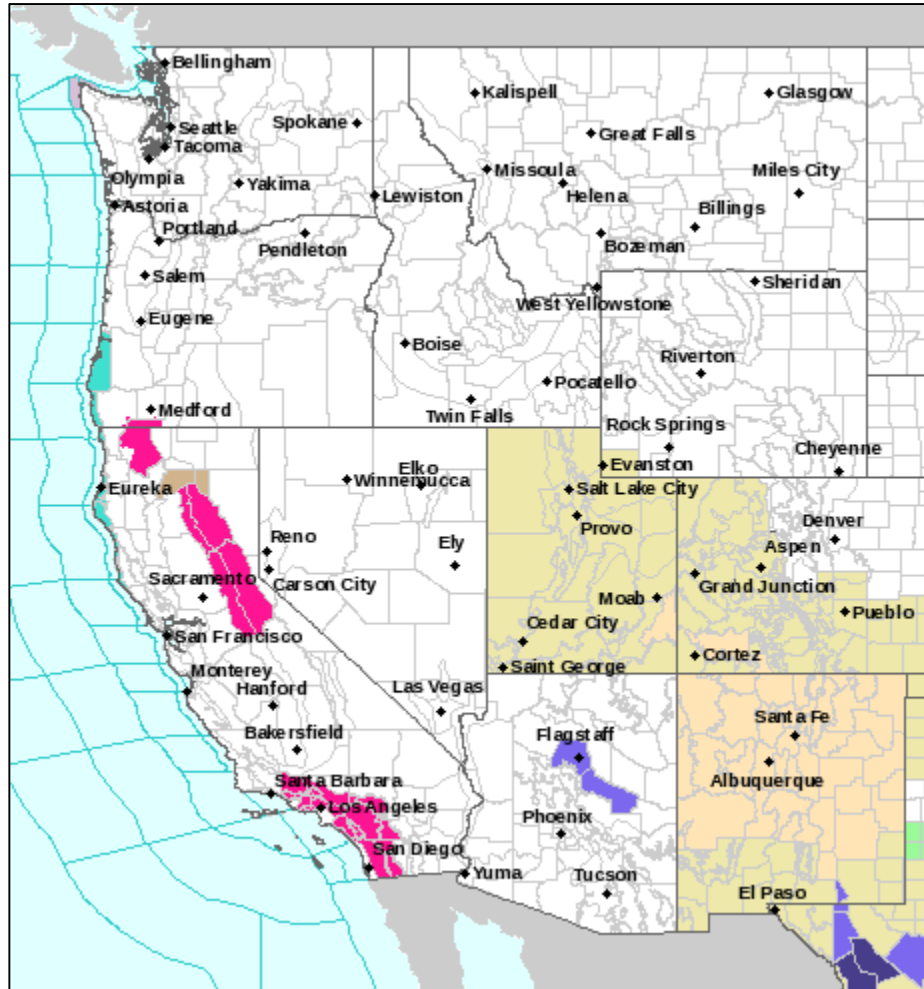 Bellingham
Kalispell
Glasgow
Seattle
Spokane
Great Falls
Tacoma
Missoula
Miles City
Olympia
Yakima
Lewiston
Helena
Astoria
Billings
Portland
Pendleton
Bozeman
Salem
Sheridan
West Yellowstone
Eugene
Boise
Riverton
Pocatello
Medford
Twin Falls
Rock Springs
Cheyenne
Elko
Evanston
Eureka
Winnemucca
Salt Lake City
Provo
Denver
Reno
Ely
Aspen
Sacramento
Carson City
Grand Junction
Moab
Pueblo
Cedar City
San Francisco
Cortez
Saint George
Monterey
Las Vegas
Hanford
Santa Fe
Bakersfield
Flagstaff
Albuquerque
Santa Barbara
Los Angeles
Phoenix
San Diego
Yuma
Tucson
El Paso